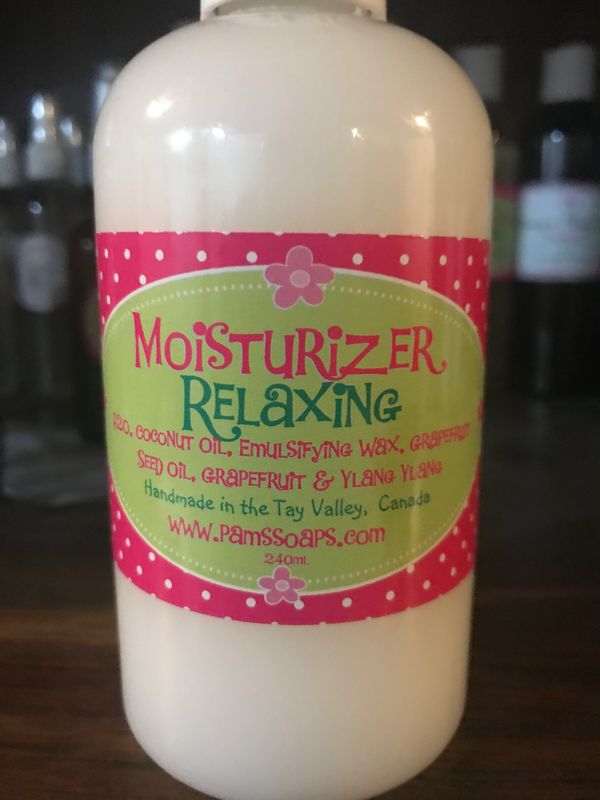 Moisturizer
Relaxing
H2O, Coconut Oil, Emulsifying Wax, Grapefruit
Seed Oil, Grapefruit & Ylang Ylang
Handmade in the Tay Valley, Canada
www.PamsSoaps.com
240mL